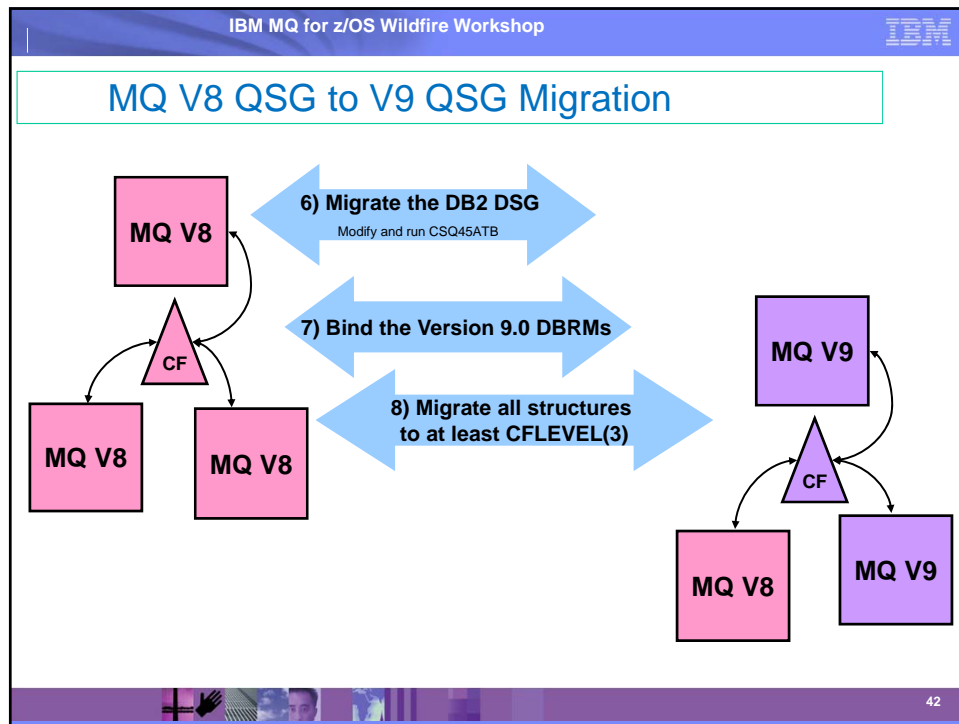 IBM MQ for z/OS Wildfire Workshop
IBM
MQ V8 QSG to V9 QSG Migration
6) Migrate the DB2 DSG
Modify and run CSQ45ATB
MQ V8
7) Bind the Version 9.0 DBRMs
CF
MQ V9
8) Migrate all structures
to at least CFLEVEL(3)
MQ V8
MQ V8
CF
MQ V8
MQ V9
42